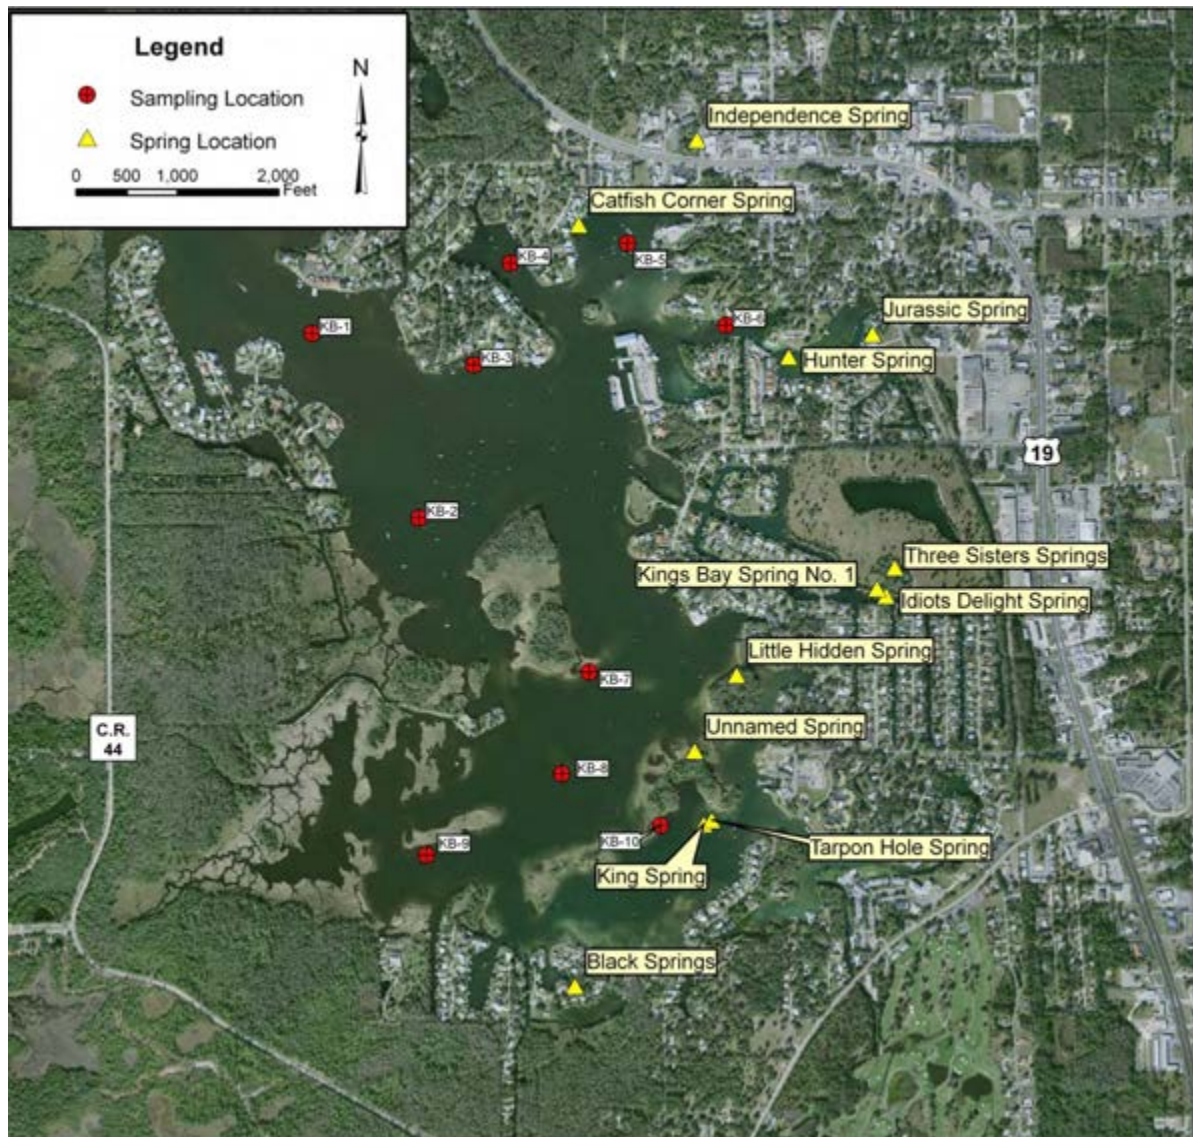 Legend
N
Sampling Location
Spring Location
0 500 1,000 2,000
Feet
Independence Spring
Catfish Corner Spring
KB-4
KB-5
KB-1
KB-6
Jurassic Spring
KB-3
Hunter Spring
19
KB-2
Three Sisters Springs
Kings Bay Spring No. 1
Idiots Delight Spring
Little Hidden Spring
KB-7
Unnamed Spring
C.R.
44
KB-8
KB-10
KB-9
Tarpon Hole Spring
King Spring
Black Springs